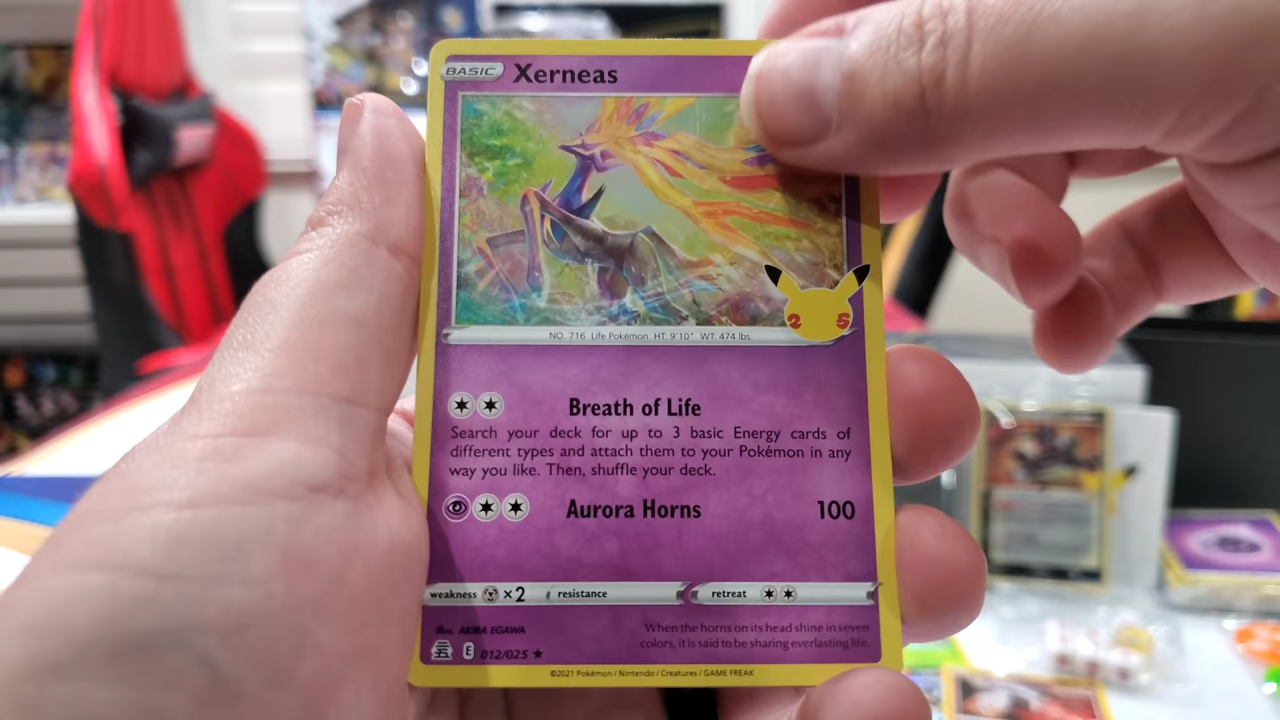 BASIC Xerneas
25
NO. 716 Life Pokémon HT: 9'10" WT: 474 lbs.
Breath of Life
Search your deck for up to 3 basic Energy cards of
different types and attach them to your Pokémon in any
way you like. Then, shuffle your deck.
Aurora Horns 100
weakness ×2 resistance retreat
Illus. AKIRA EGAWA
When the horns on its head shine in seven
colors, it is said to be sharing everlasting life.
E 012/025 ★
©2021 Pokémon / Nintendo / Creatures / GAME FREAK